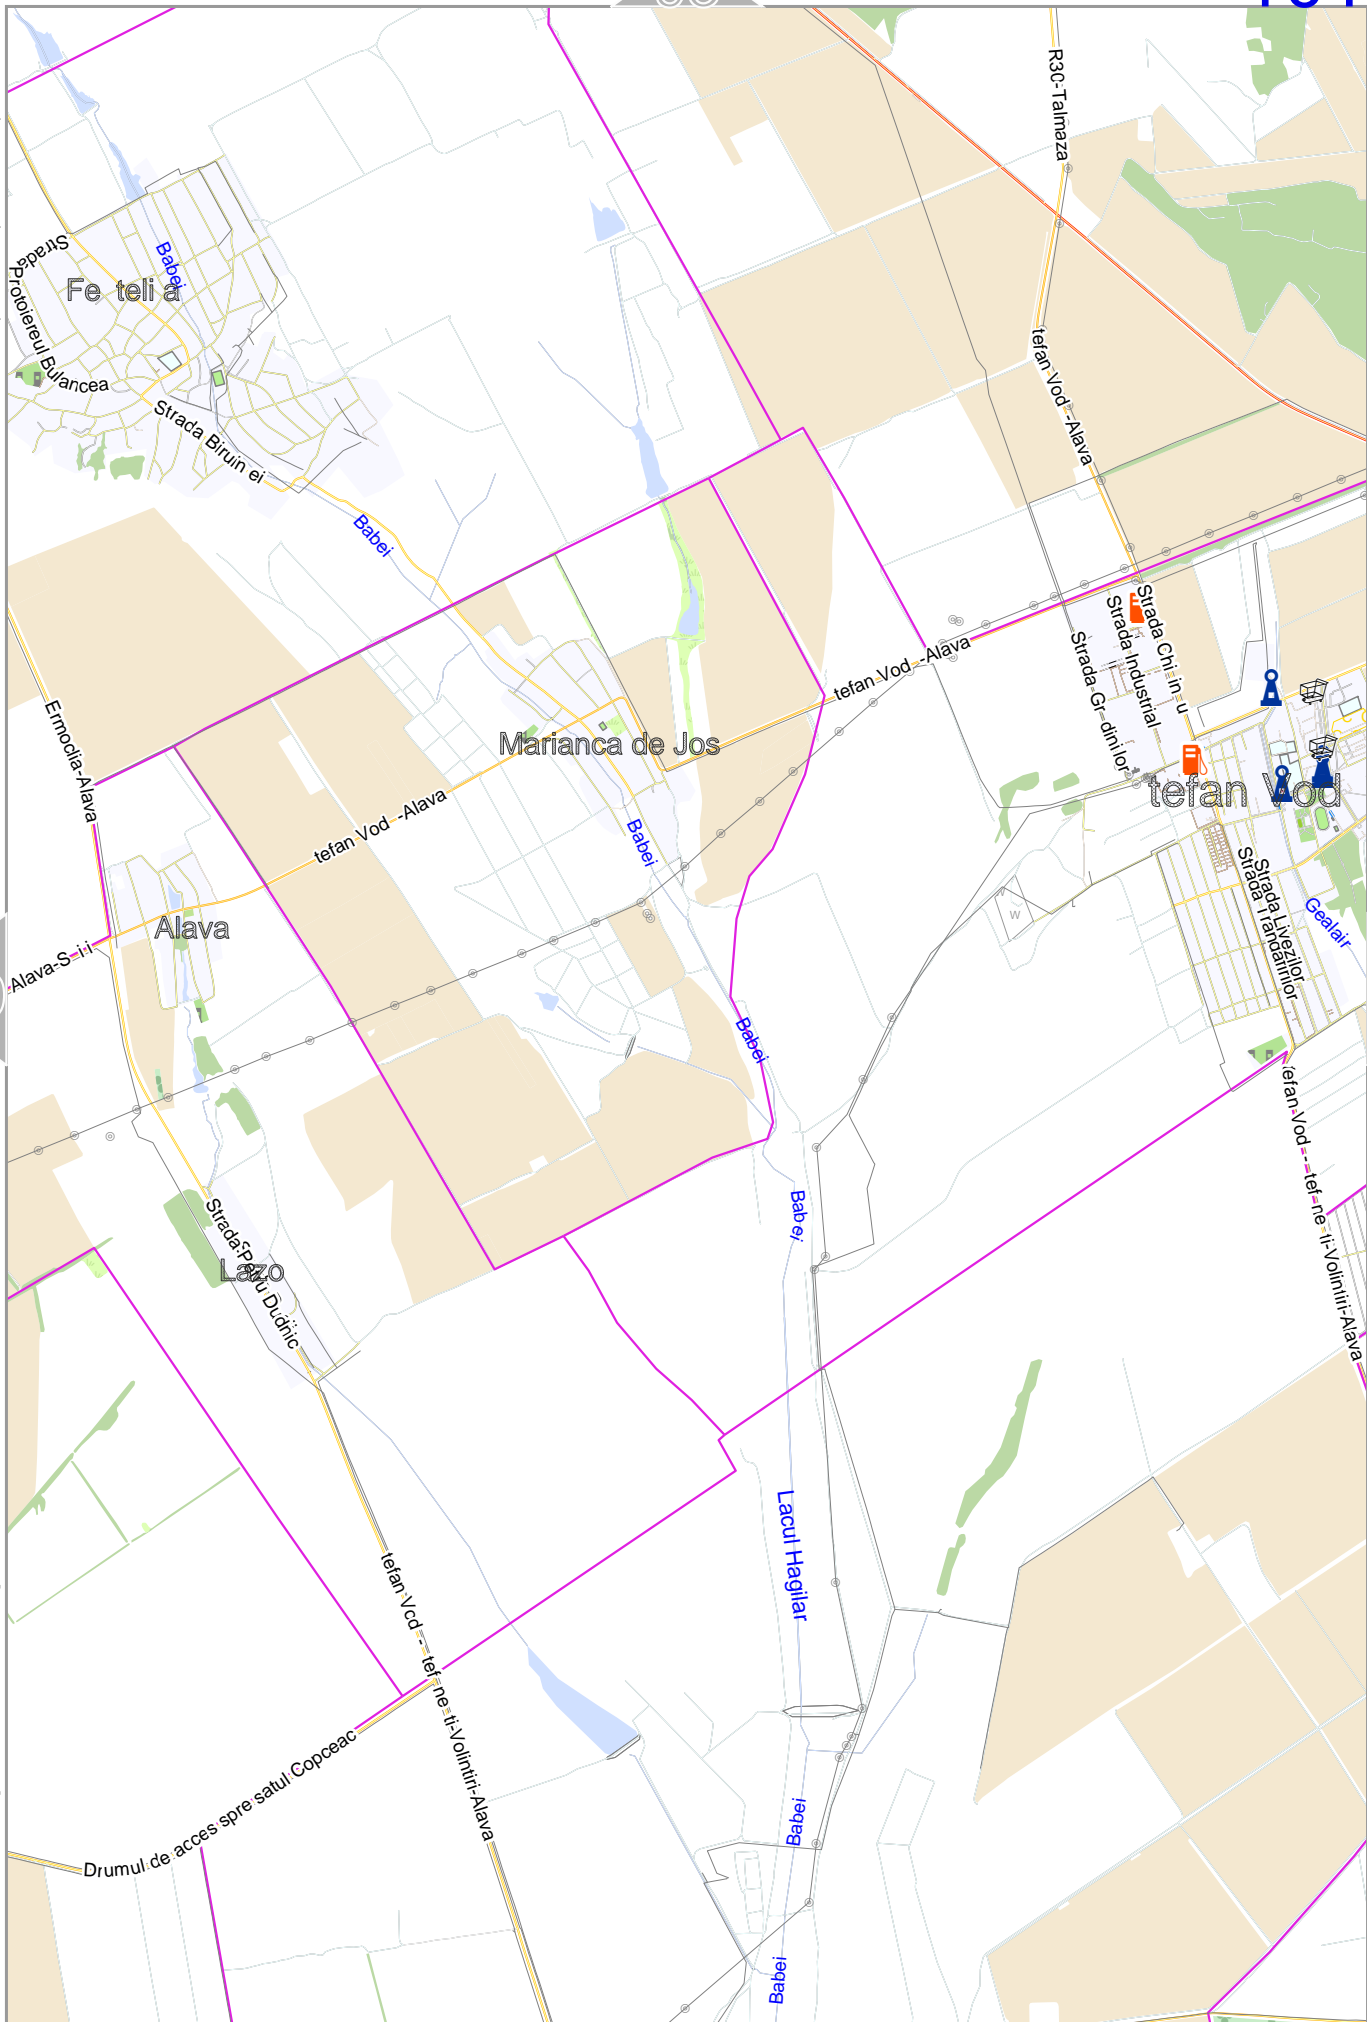 R30-Talmaza
Strada
Babei
Fe teli a
Protoiereul Bulancea
tefan Vod -Alava
Strada Biruin ei
Babei
Strada Chi in u
Strada Industrial
Strada Gr dinilor
tefan Vod -Alava
Ermoclia-Alava
Marianca de Jos
tefan Vod
tefan Vod -Alava
Babei
Strada Livezilor
Strada Trandafirilor
Gealair
Alava
Alava-S i i
Babei
tefan Vod - tef ne ti-Volintiri-Alava
Babei
Strada Petru Dudnic
Lazo
Lacul Hagilar
tefan Vod - tef ne ti-Volintiri-Alava
Drumul de acces spre satul Copceac
Babei
Babei